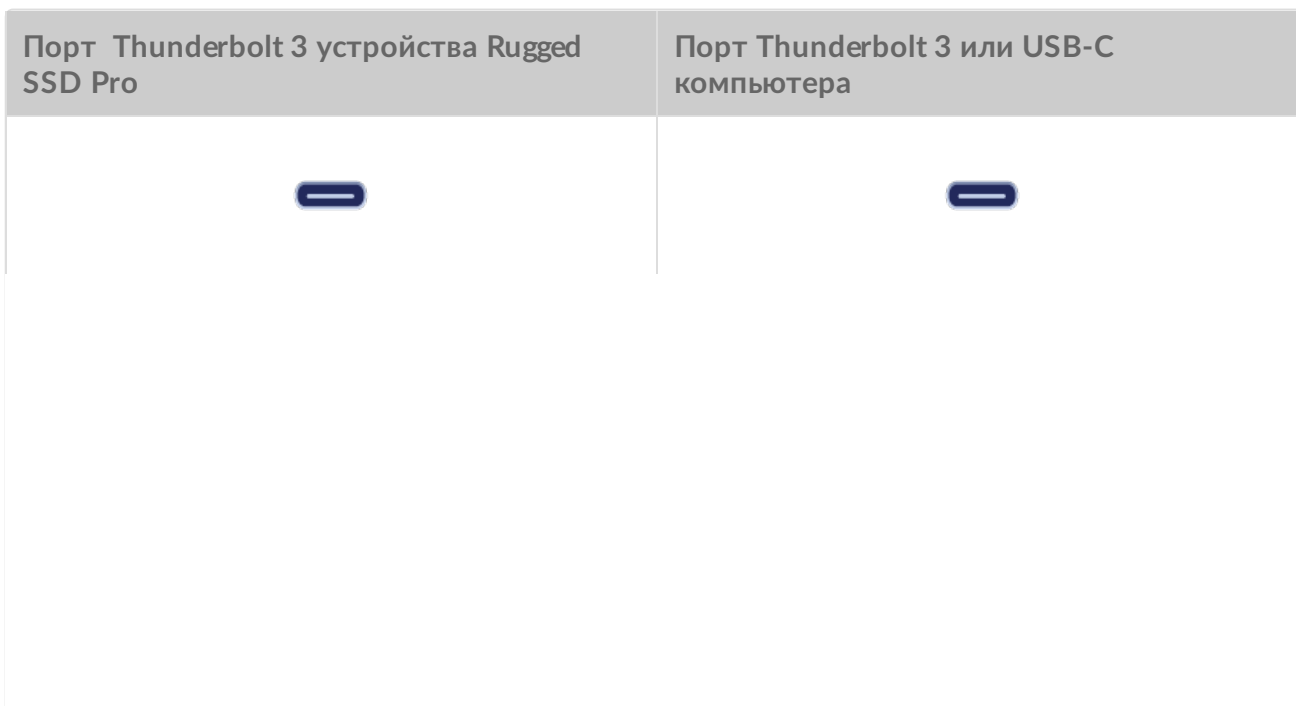 Порт Thunderbolt 3 устройства Rugged
SSD Pro
Порт Thunderbolt 3 или USB-C
компьютера